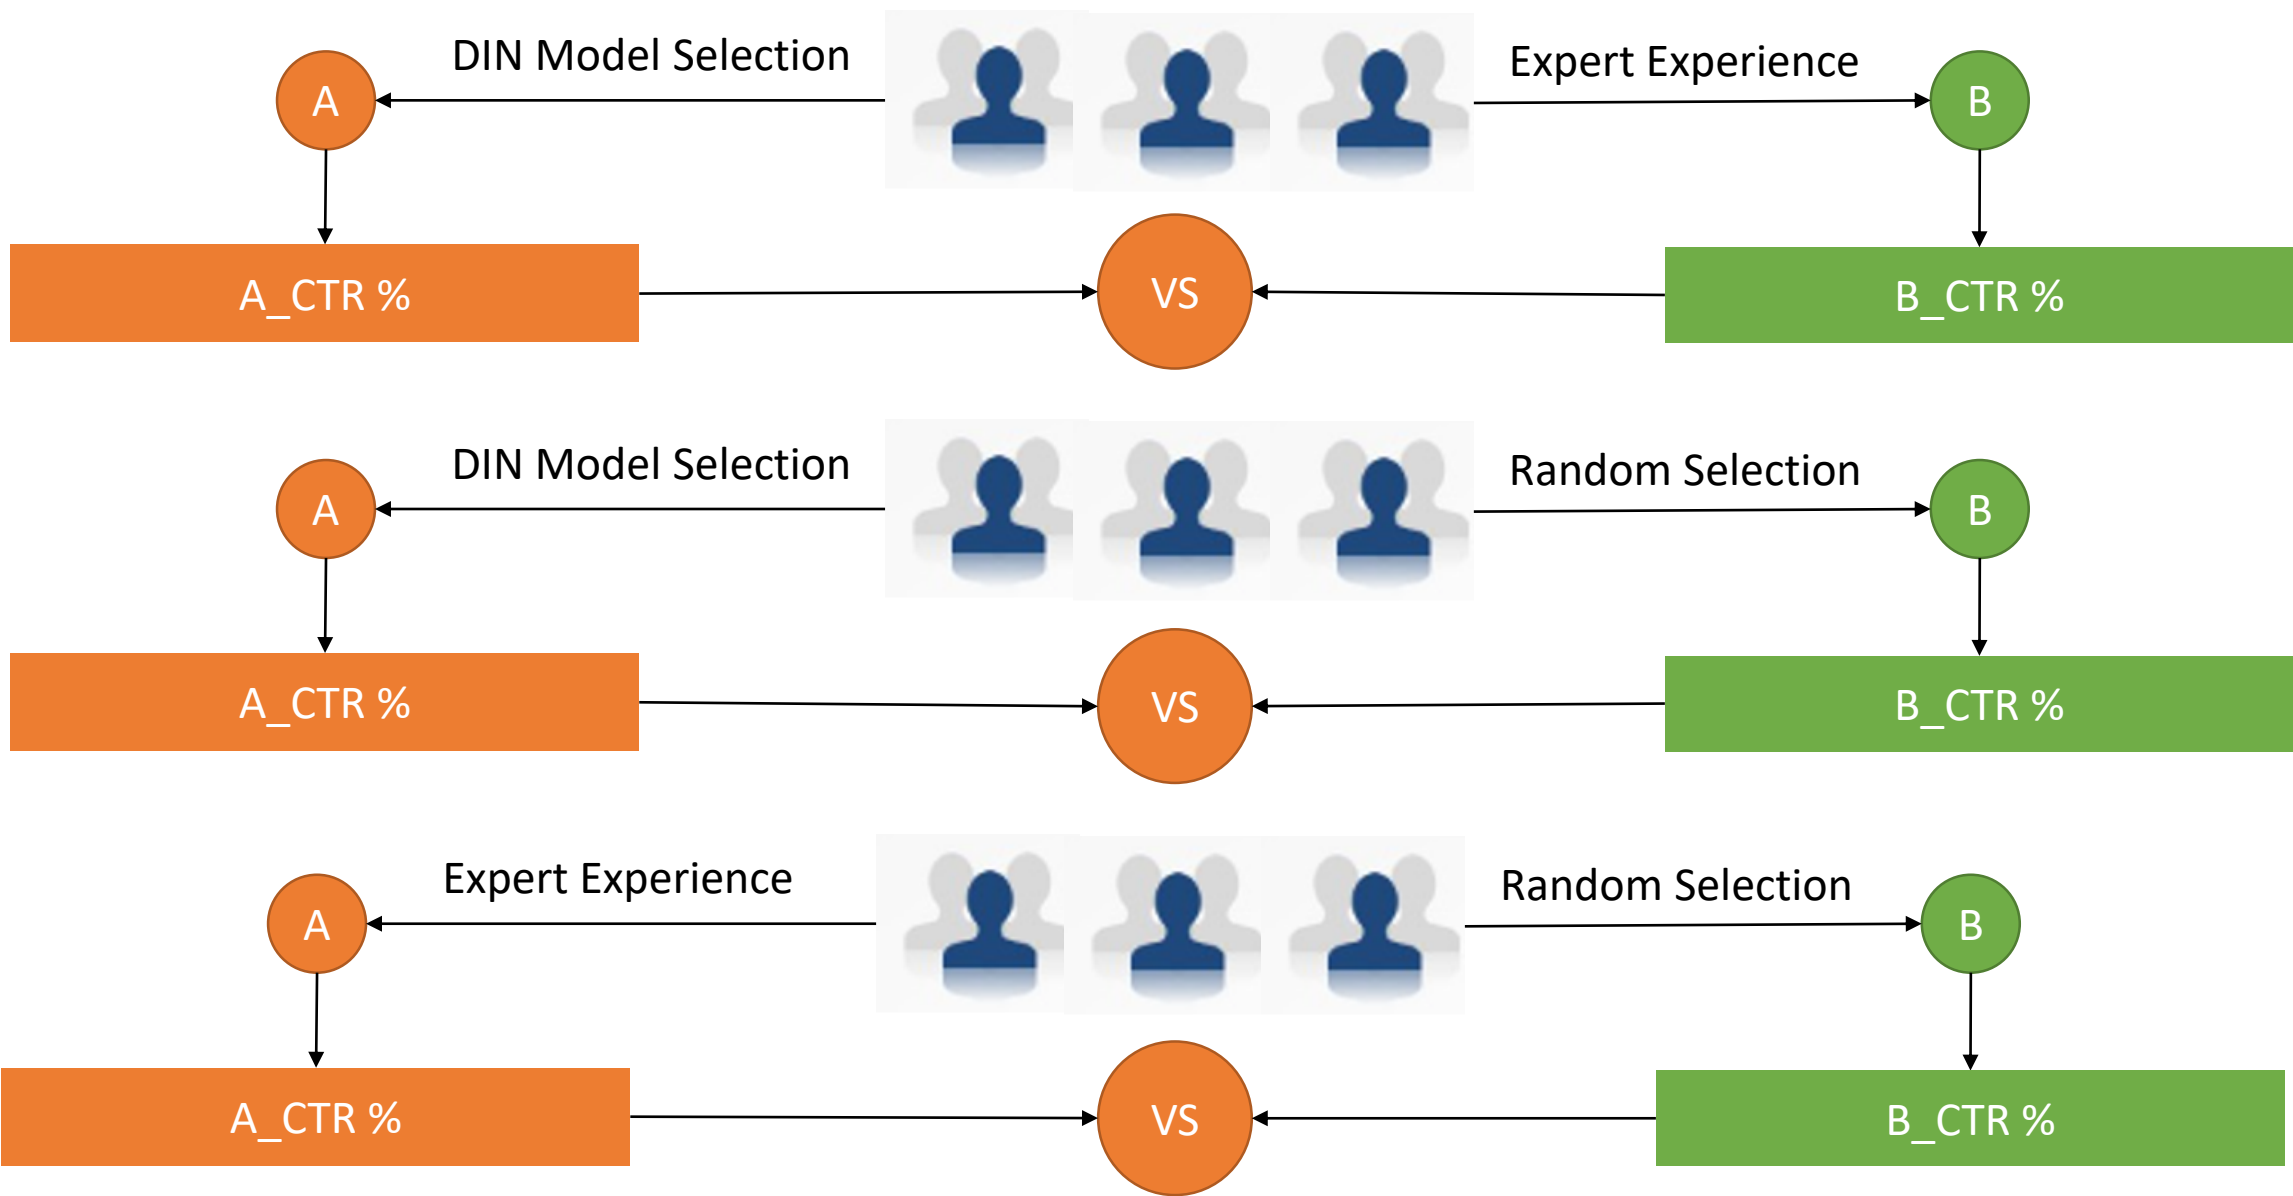 DIN Model Selection
Expert Experience
A
B
A_CTR %
VS
B_CTR %
DIN Model Selection
Random Selection
A
B
A_CTR %
VS
B_CTR %
Expert Experience
Random Selection
A
B
A_CTR %
VS
B_CTR %